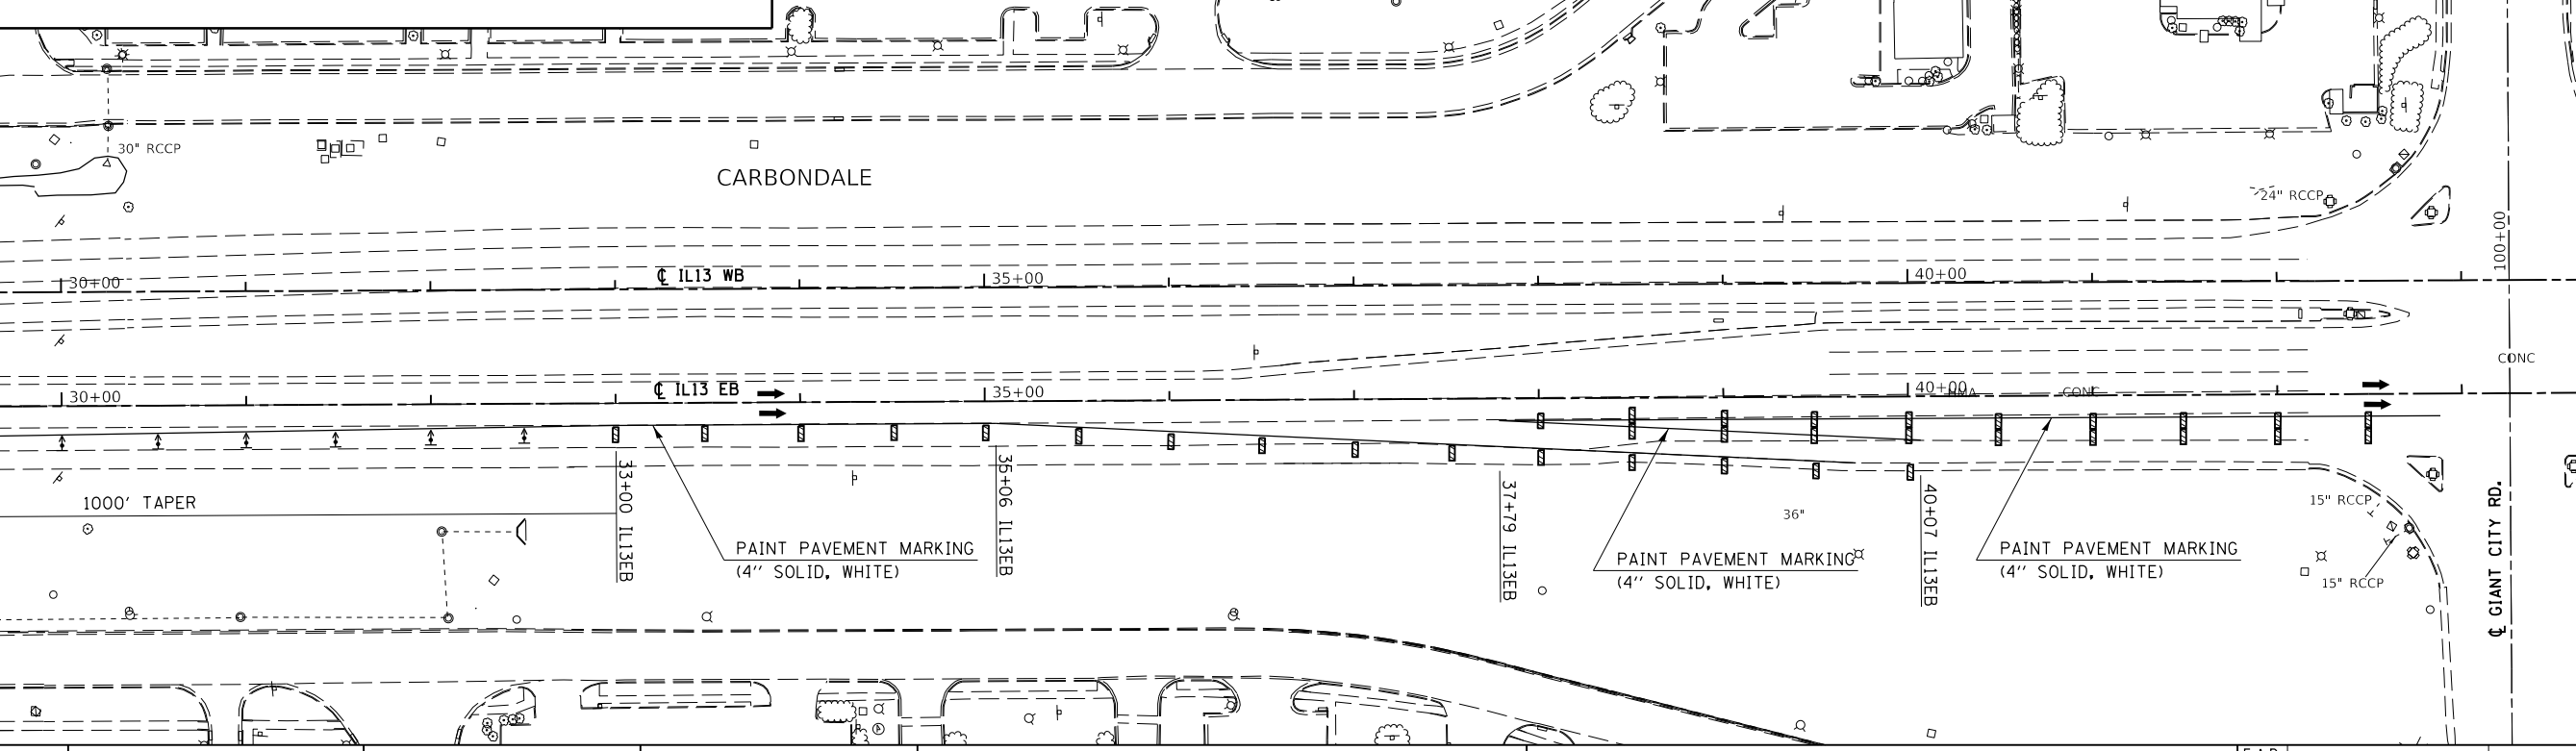 30" RCCP
CARBONDALE
24" RCCP
100+00
30+00
℄ IL13 WB
35+00
40+00
CONC
30+00
℄ IL13 EB
35+00
40+00
HMA
CONC
1000' TAPER
33+00 IL13EB
35+06 IL13EB
37+79 IL13EB
40+07 IL13EB
36"
15" RCCP
℄ GIANT CITY RD.
PAINT PAVEMENT MARKING
(4'' SOLID, WHITE)
PAINT PAVEMENT MARKING
(4'' SOLID, WHITE)
PAINT PAVEMENT MARKING
(4'' SOLID, WHITE)
15" RCCP